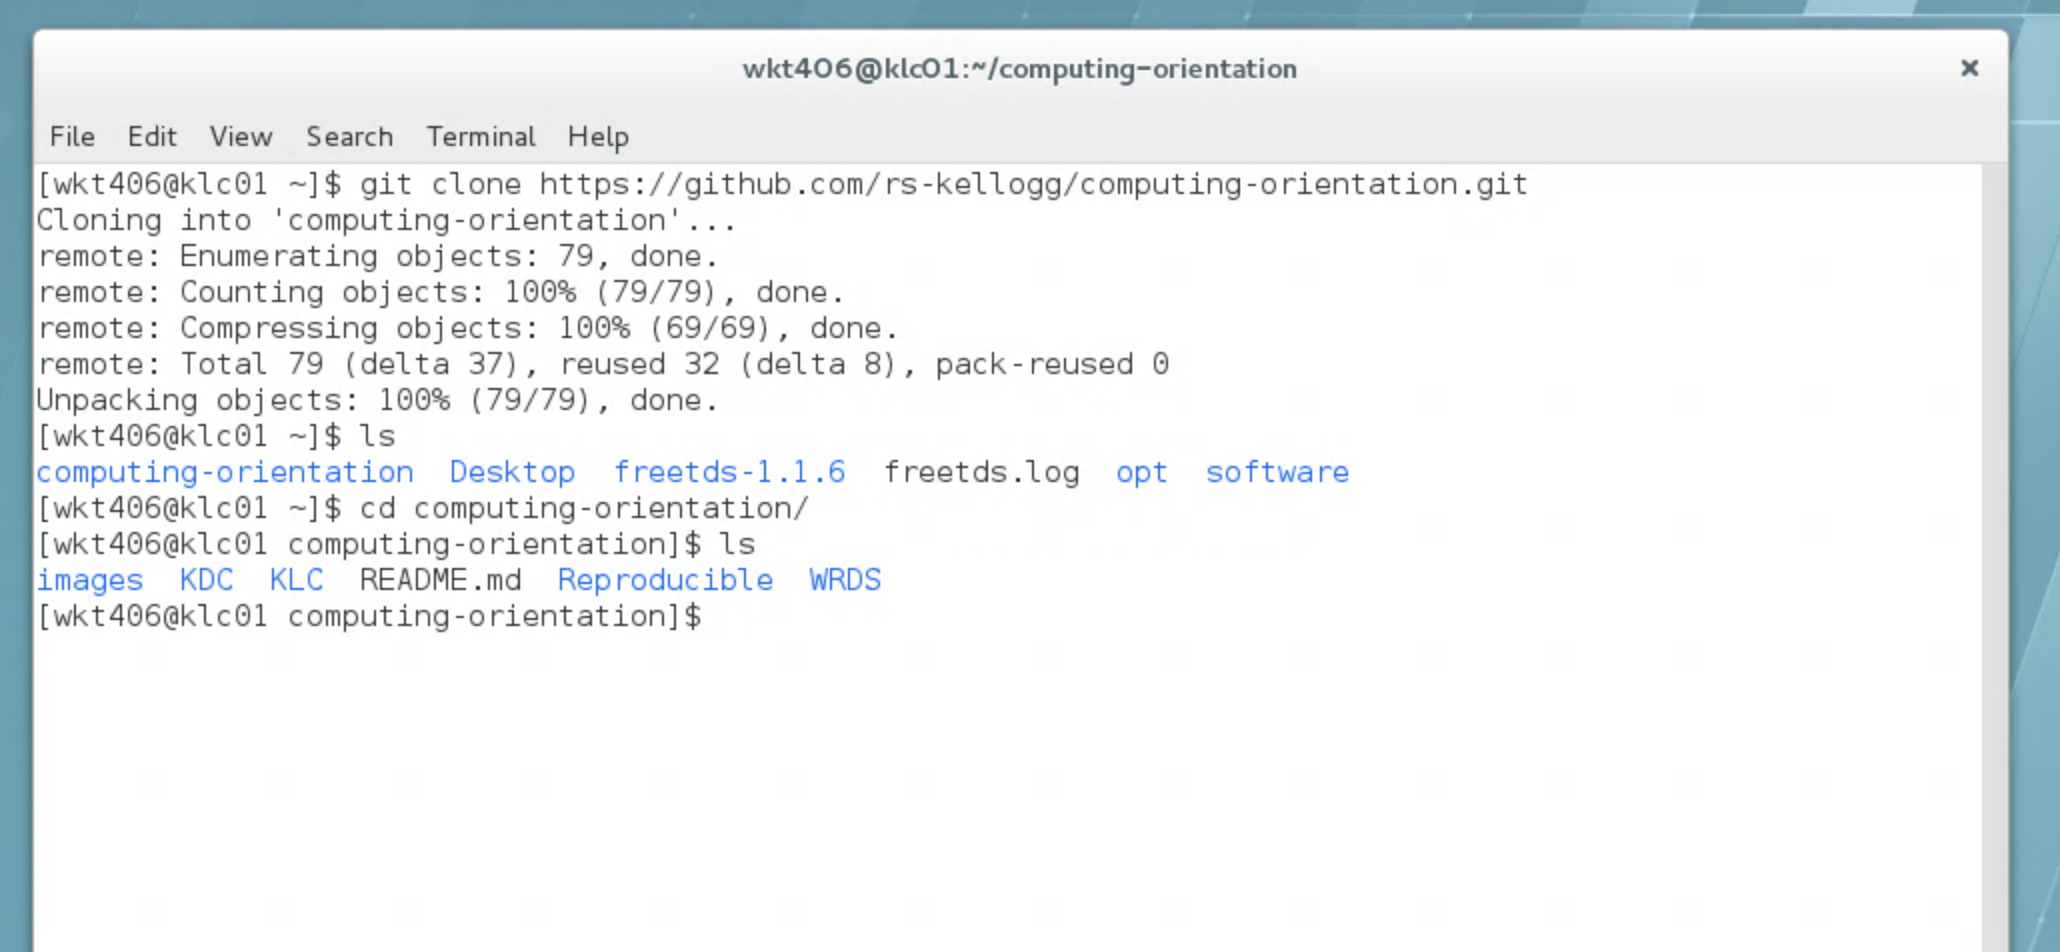 wkt406@klc01:~/computing-orientation ×
File Edit View Search Terminal Help
[wkt406@klc01 ~]$ git clone https://github.com/rs-kellogg/computing-orientation.git
Cloning into 'computing-orientation'...
remote: Enumerating objects: 79, done.
remote: Counting objects: 100% (79/79), done.
remote: Compressing objects: 100% (69/69), done.
remote: Total 79 (delta 37), reused 32 (delta 8), pack-reused 0
Unpacking objects: 100% (79/79), done.
[wkt406@klc01 ~]$ ls
computing-orientation  Desktop  freetds-1.1.6  freetds.log  opt  software
[wkt406@klc01 ~]$ cd computing-orientation/
[wkt406@klc01 computing-orientation]$ ls
images  KDC  KLC  README.md  Reproducible  WRDS
[wkt406@klc01 computing-orientation]$